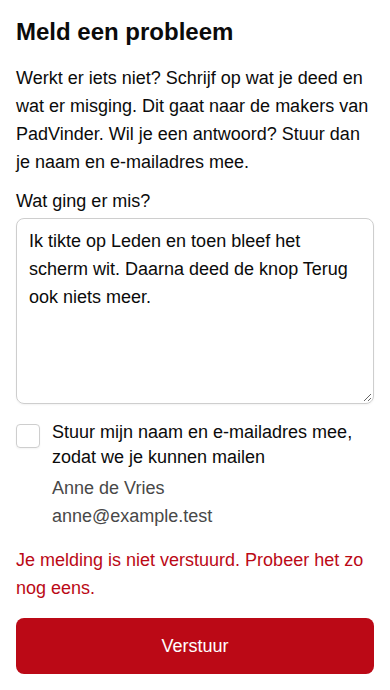 Meld een probleem
Werkt er iets niet? Schrijf op wat je deed en
wat er misging. Dit gaat naar de makers van
PadVinder. Wil je een antwoord? Stuur dan
je naam en e-mailadres mee.
Wat ging er mis?
Ik tikte op Leden en toen bleef het
scherm wit. Daarna deed de knop Terug
ook niets meer.
Stuur mijn naam en e-mailadres mee,
zodat we je kunnen mailen
Anne de Vries
anne@example.test
Je melding is niet verstuurd. Probeer het zo
nog eens.
Verstuur